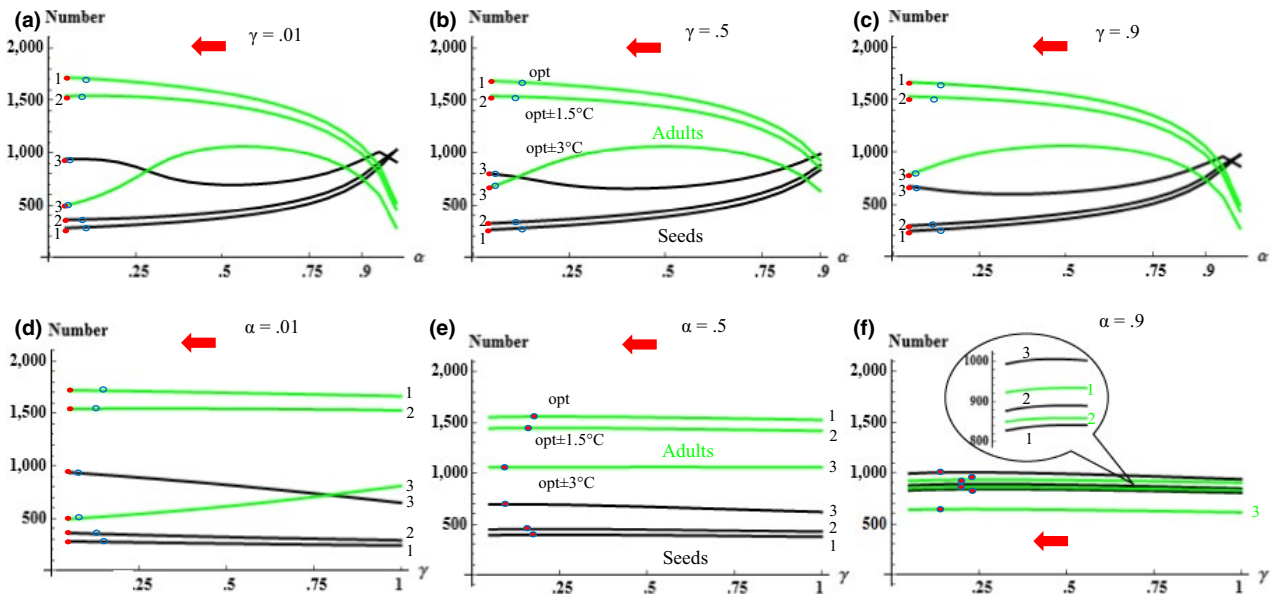 (a) Number
γ = .01
2,000
1
1,500
2
1,000
3
500
3
2
1
.25 .5 .75 .9 α
(b) Number
γ = .5
2,000
1 opt
1,500
2
opt±1.5°C
Adults
1,000
opt±3°C
3
3
500
2
1
Seeds
.25 .5 .75 .9 α
(c) Number
γ = .9
2,000
1
1,500
2
1,000
3
3
500
2
1
.25 .5 .75 .9 α
(d) Number
α = .01
2,000
1
1,500
2
1,000
3
3
500
2
1
.25 .5 .75 1 γ
(e) Number
α = .5
2,000
opt
1
1,500
2
opt±1.5°C
Adults
1,000
3
opt±3°C
3
500
2
1
Seeds
.25 .5 .75 1 γ
(f) Number
α = .9
2,000
1,500
1,000
500
1000
900
800
3
1
2
2
1
3
.25 .5 .75 1 γ